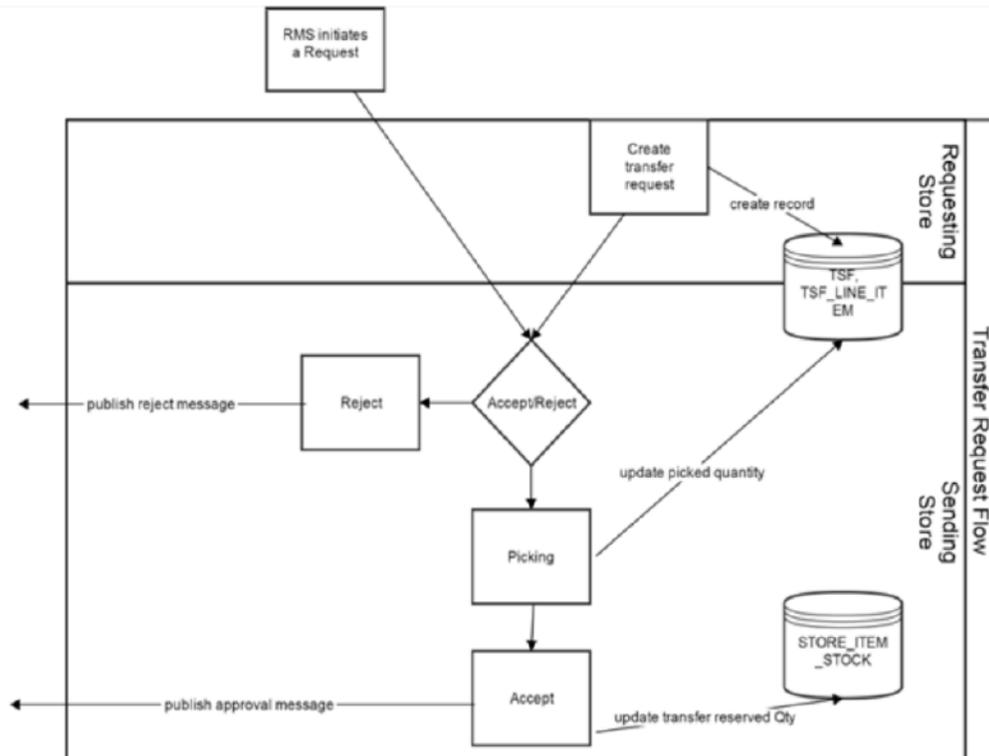 RMS initiates
a Request
Create
transfer
request
create record
Requesting
Store
TSF,
TSF_LINE_IT
EM
Transfer Request Flow
Accept/Reject
Reject
publish reject message
update picked quantity
Sending
Store
Picking
STORE_ITEM
_STOCK
Accept
publish approval message
update transfer reserved Qty